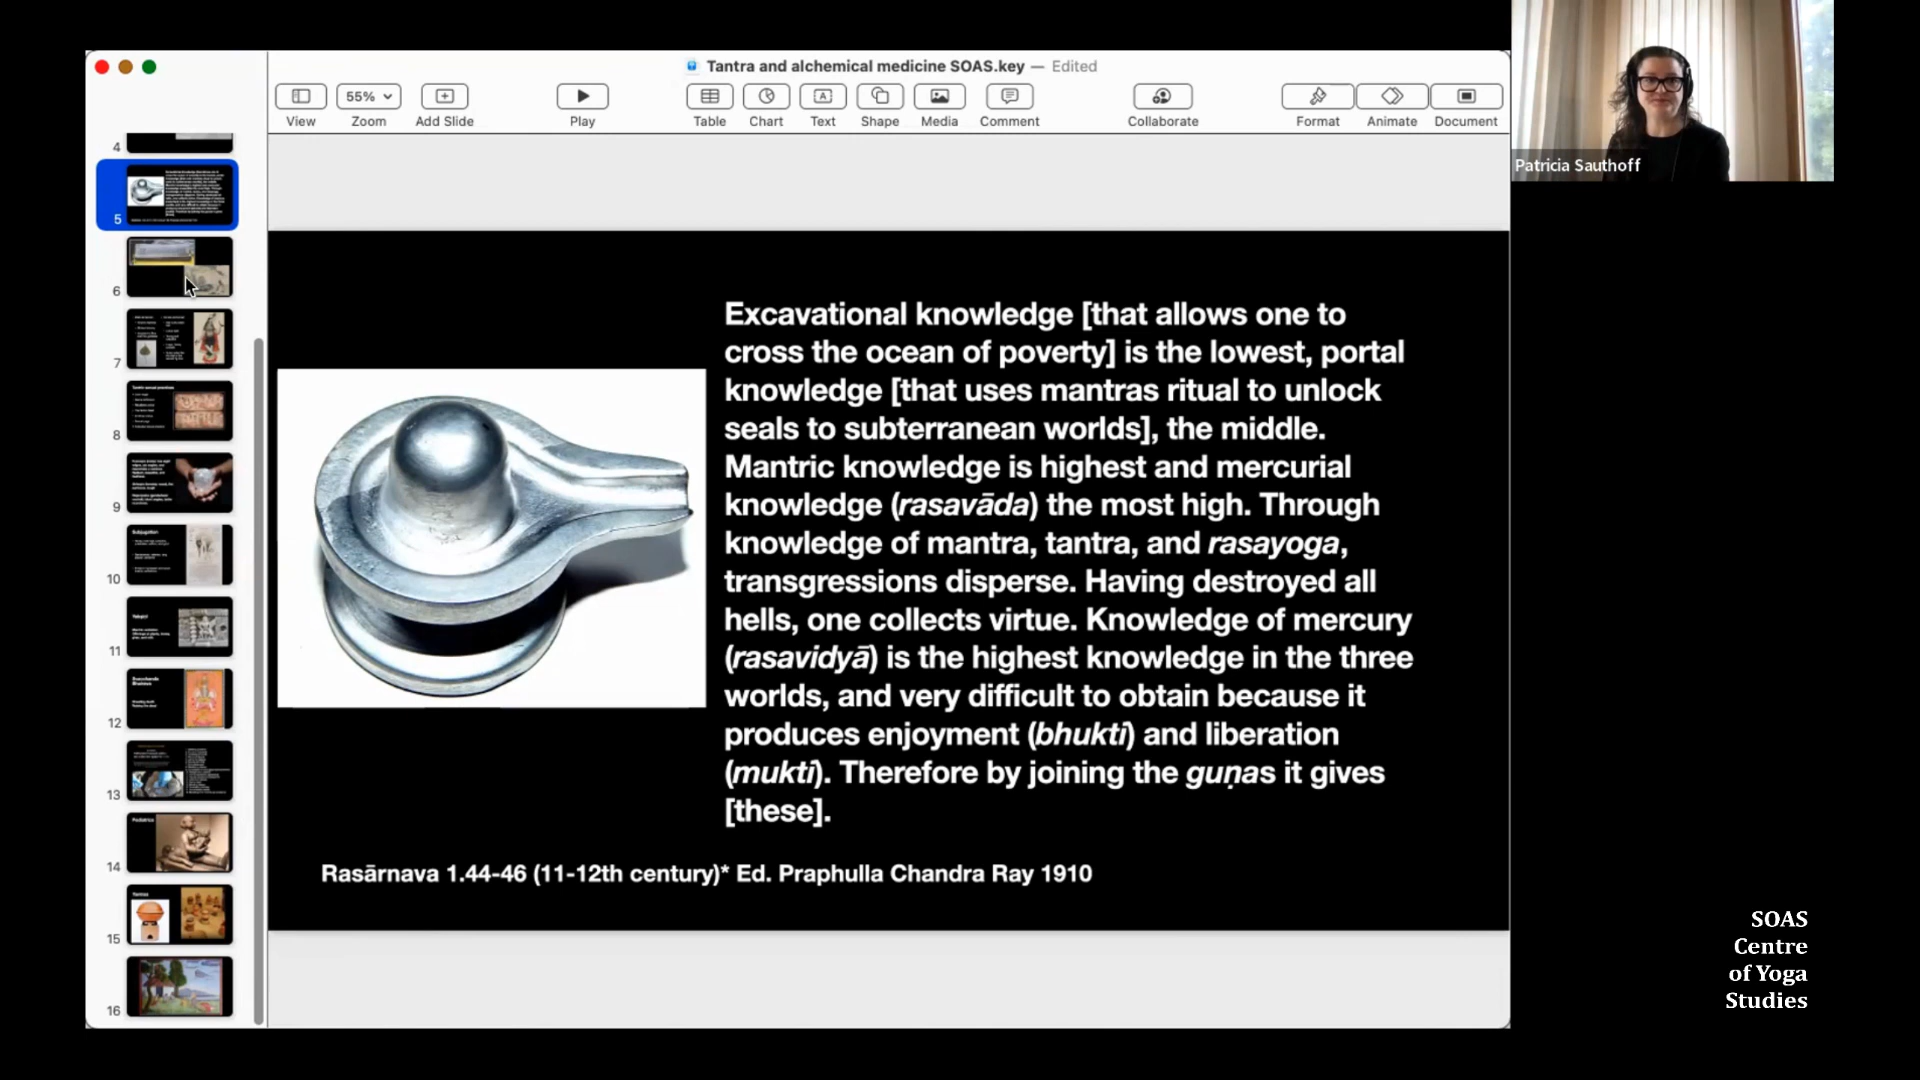 Tantra and alchemical medicine SOAS.key — Edited
View
55%
Zoom
Add Slide
Play
Table
Chart
Text
Shape
Media
Comment
Collaborate
Format
Animate
Document
4
5
6
7
8
9
10
11
12
13
14
15
16
Subjugation
Pediatrics
Excavational knowledge [that allows one to
cross the ocean of poverty] is the lowest, portal
knowledge [that uses mantras ritual to unlock
seals to subterranean worlds], the middle.
Mantric knowledge is highest and mercurial
knowledge (rasavāda) the most high. Through
knowledge of mantra, tantra, and rasayoga,
transgressions disperse. Having destroyed all
hells, one collects virtue. Knowledge of mercury
(rasavidyā) is the highest knowledge in the three
worlds, and very difficult to obtain because it
produces enjoyment (bhukti) and liberation
(mukti). Therefore by joining the guṇas it gives
[these].
Rasārnava 1.44-46 (11-12th century)* Ed. Praphulla Chandra Ray 1910
Patricia Sauthoff
SOAS
Centre
of Yoga
Studies